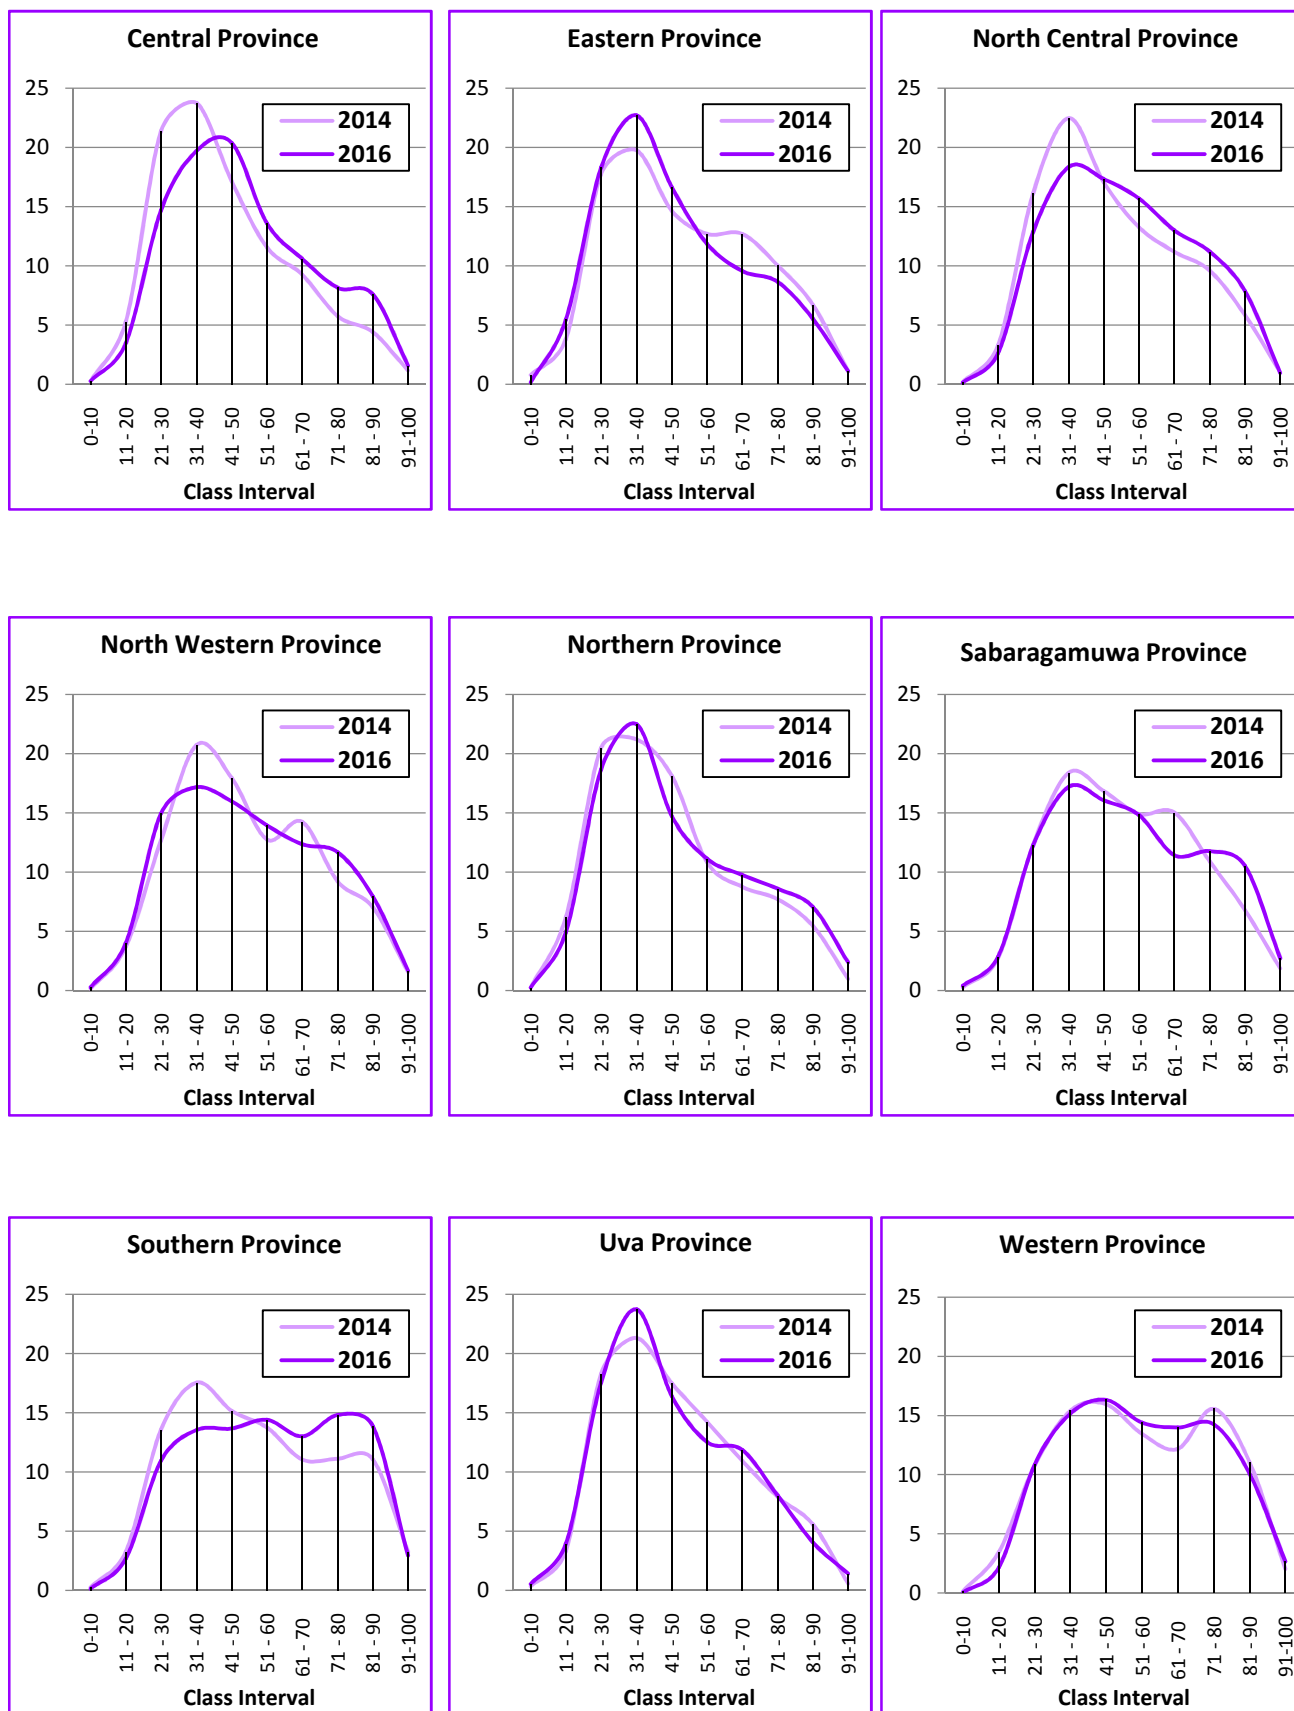 Central Province
25
20
15
10
5
0
2014
2016
0-10
11 - 20
21 - 30
31 - 40
41 - 50
51 - 60
61 - 70
71 - 80
81 - 90
91-100
Class Interval
Eastern Province
25
20
15
10
5
0
2014
2016
0-10
11 - 20
21 - 30
31 - 40
41 - 50
51 - 60
61 - 70
71 - 80
81 - 90
91-100
Class Interval
North Central Province
25
20
15
10
5
0
2014
2016
0-10
11 - 20
21 - 30
31 - 40
41 - 50
51 - 60
61 - 70
71 - 80
81 - 90
91-100
Class Interval
North Western Province
25
20
15
10
5
0
2014
2016
0-10
11 - 20
21 - 30
31 - 40
41 - 50
51 - 60
61 - 70
71 - 80
81 - 90
91-100
Class Interval
Northern Province
25
20
15
10
5
0
2014
2016
0-10
11 - 20
21 - 30
31 - 40
41 - 50
51 - 60
61 - 70
71 - 80
81 - 90
91-100
Class Interval
Sabaragamuwa Province
25
20
15
10
5
0
2014
2016
0-10
11 - 20
21 - 30
31 - 40
41 - 50
51 - 60
61 - 70
71 - 80
81 - 90
91-100
Class Interval
Southern Province
25
20
15
10
5
0
2014
2016
0-10
11 - 20
21 - 30
31 - 40
41 - 50
51 - 60
61 - 70
71 - 80
81 - 90
91-100
Class Interval
Uva Province
25
20
15
10
5
0
2014
2016
0-10
11 - 20
21 - 30
31 - 40
41 - 50
51 - 60
61 - 70
71 - 80
81 - 90
91-100
Class Interval
Western Province
25
20
15
10
5
0
2014
2016
0-10
11 - 20
21 - 30
31 - 40
41 - 50
51 - 60
61 - 70
71 - 80
81 - 90
91-100
Class Interval